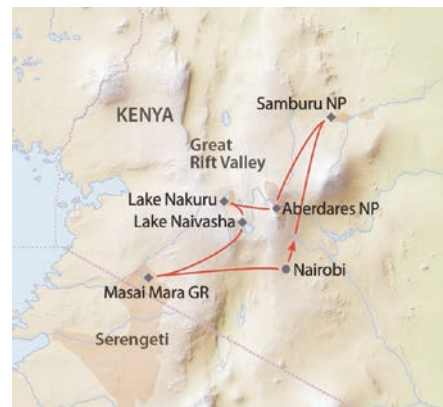 Samburu NP
KENYA
Great
Rift Valley
Lake Nakuru
Aberdares NP
Lake Naivasha
Nairobi
Masai Mara GR
Serengeti